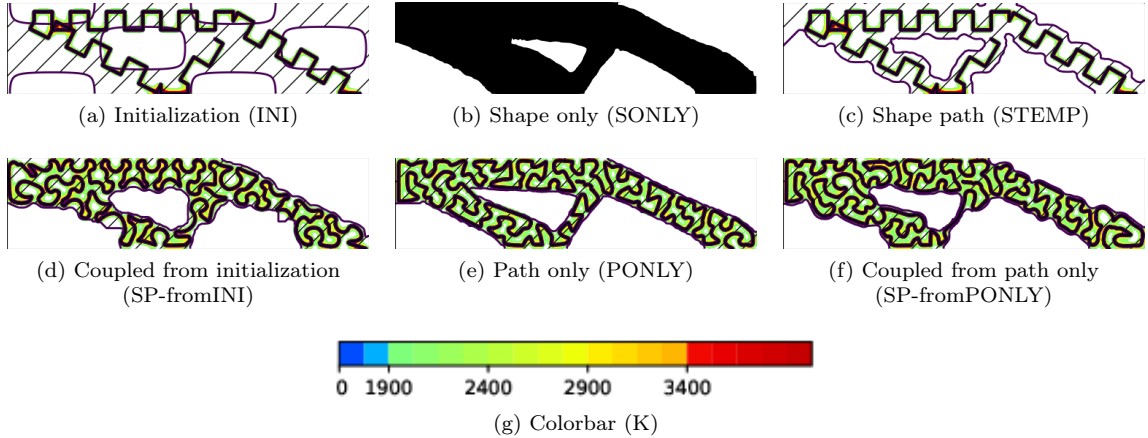 (a) Initialization (INI)
(b) Shape only (SONLY)
(c) Shape path (STEMP)
(d) Coupled from initialization
(SP-fromINI)
(e) Path only (PONLY)
(f) Coupled from path only
(SP-fromPONLY)
0 1900 2400 2900 3400
(g) Colorbar (K)